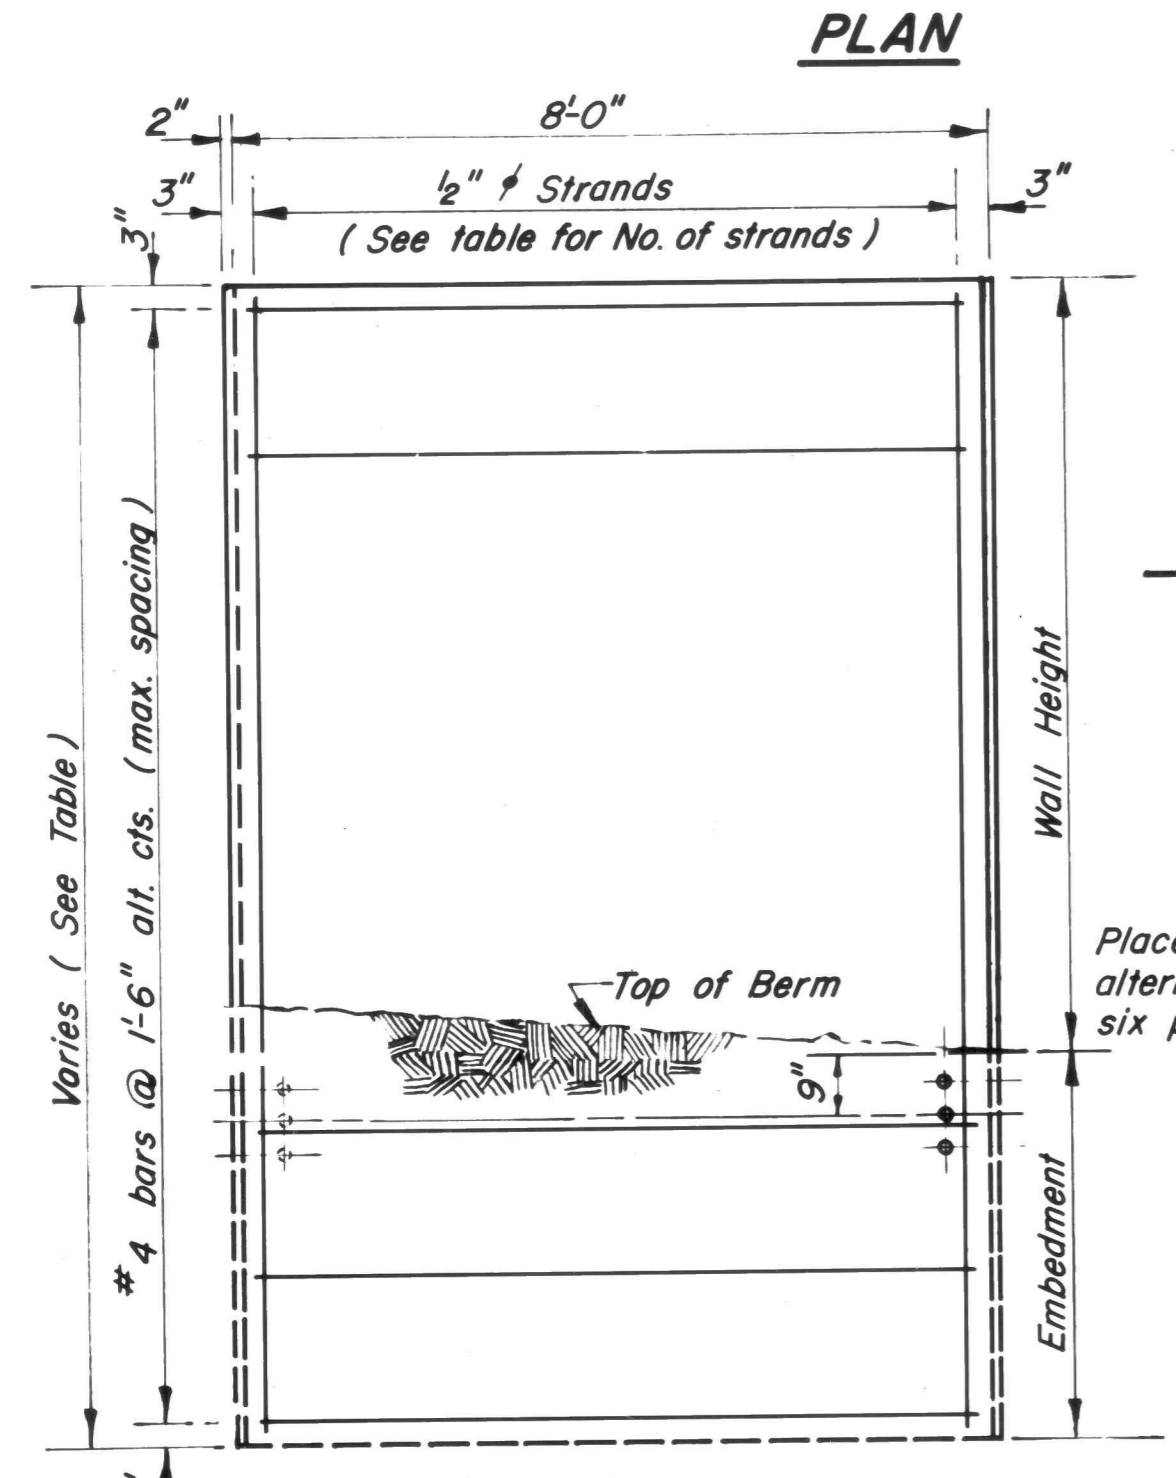 PLAN
2" 8'-0"
3" 1/2" ϕ Strands 3"
3" ( See table for No. of strands )
Varies ( See Table )
#4 bars @ 1'-6" alt. cts. (max. spacing)
Wall Height
Top of Berm
9"
Embedment
six